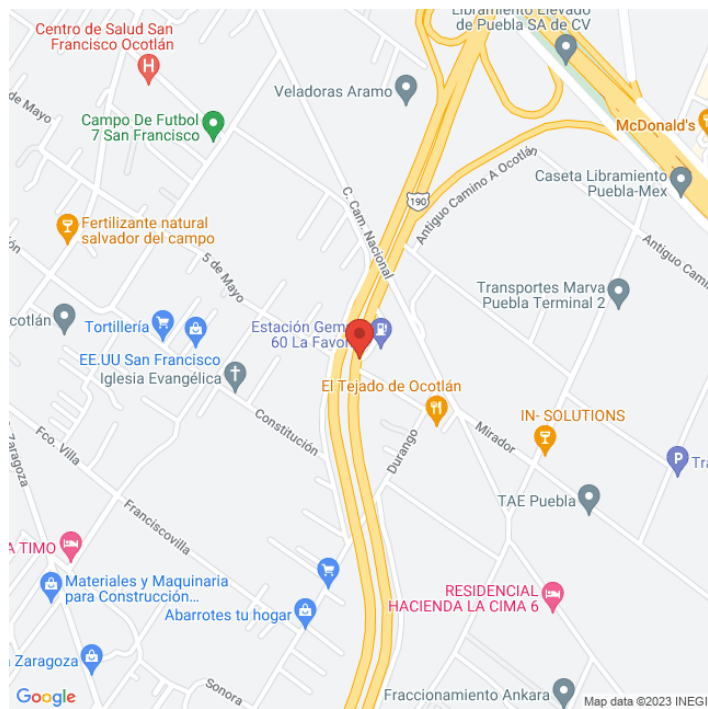 Libramiento Elevado
de Puebla SA de CV
Centro de Salud San
Francisco Ocotlán
Veladoras Aramo
5 de Mayo
Campo De Futbol
7 San Francisco
McDonald's
Caseta Libramiento
Puebla-Mex
190
Antiguo Camino A Ocotlán
C. Cam. Nacional
Fertilizante natural
salvador del campo
5 de Mayo
Antiguo Cam
Transportes Marva
Puebla Terminal 2
cotlán
Tortillería
Estación Gem
60 La Favor
EE.UU San Francisco
Iglesia Evangélica
El Tejado de Ocotlán
IN- SOLUTIONS
Constitución
Mirador
Durango
Zaragoza
Fco. Villa
Franciscovilla
P
Tra
TAE Puebla
A TIMO
Materiales y Maquinaria
para Construcción...
Abarrotes tu hogar
RESIDENCIAL
HACIENDA LA CIMA 6
Zaragoza
Sonora
Fraccionamiento Ankara
Google
Map data ©2023 INEGI